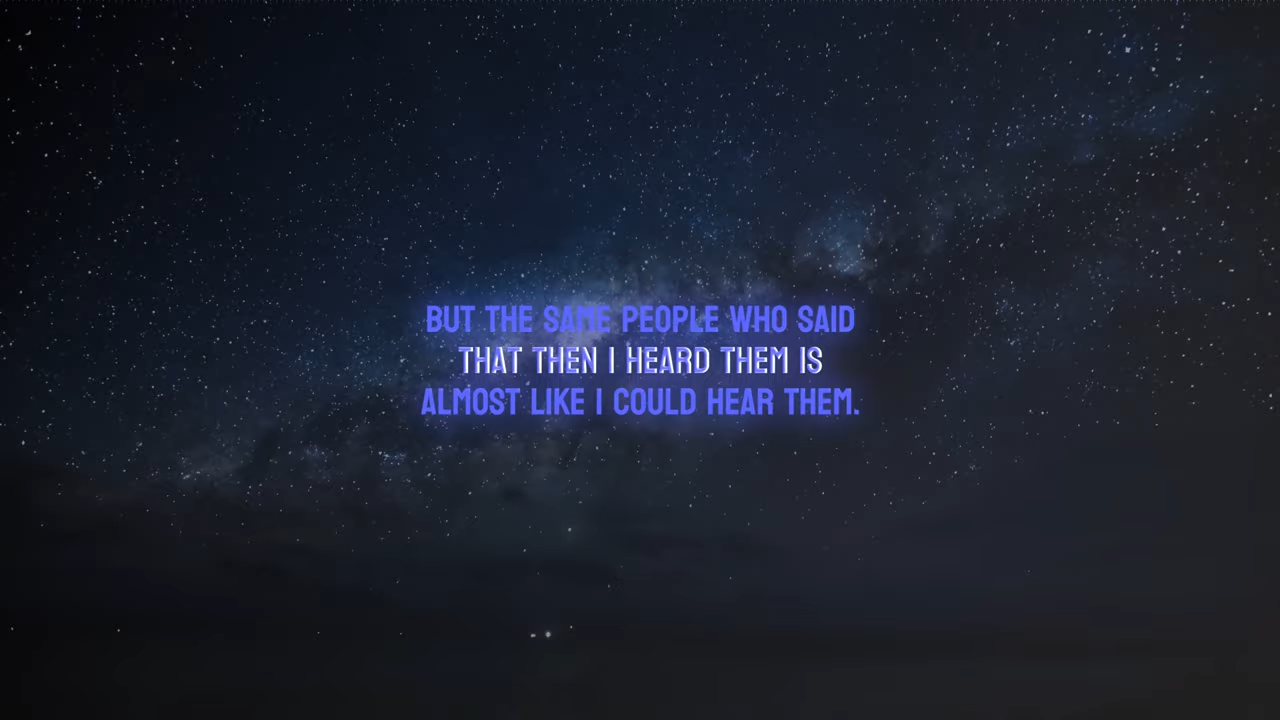 BUT THE SAME PEOPLE WHO SAID
THAT THEN I HEARD THEM IS
ALMOST LIKE I COULD HEAR THEM.